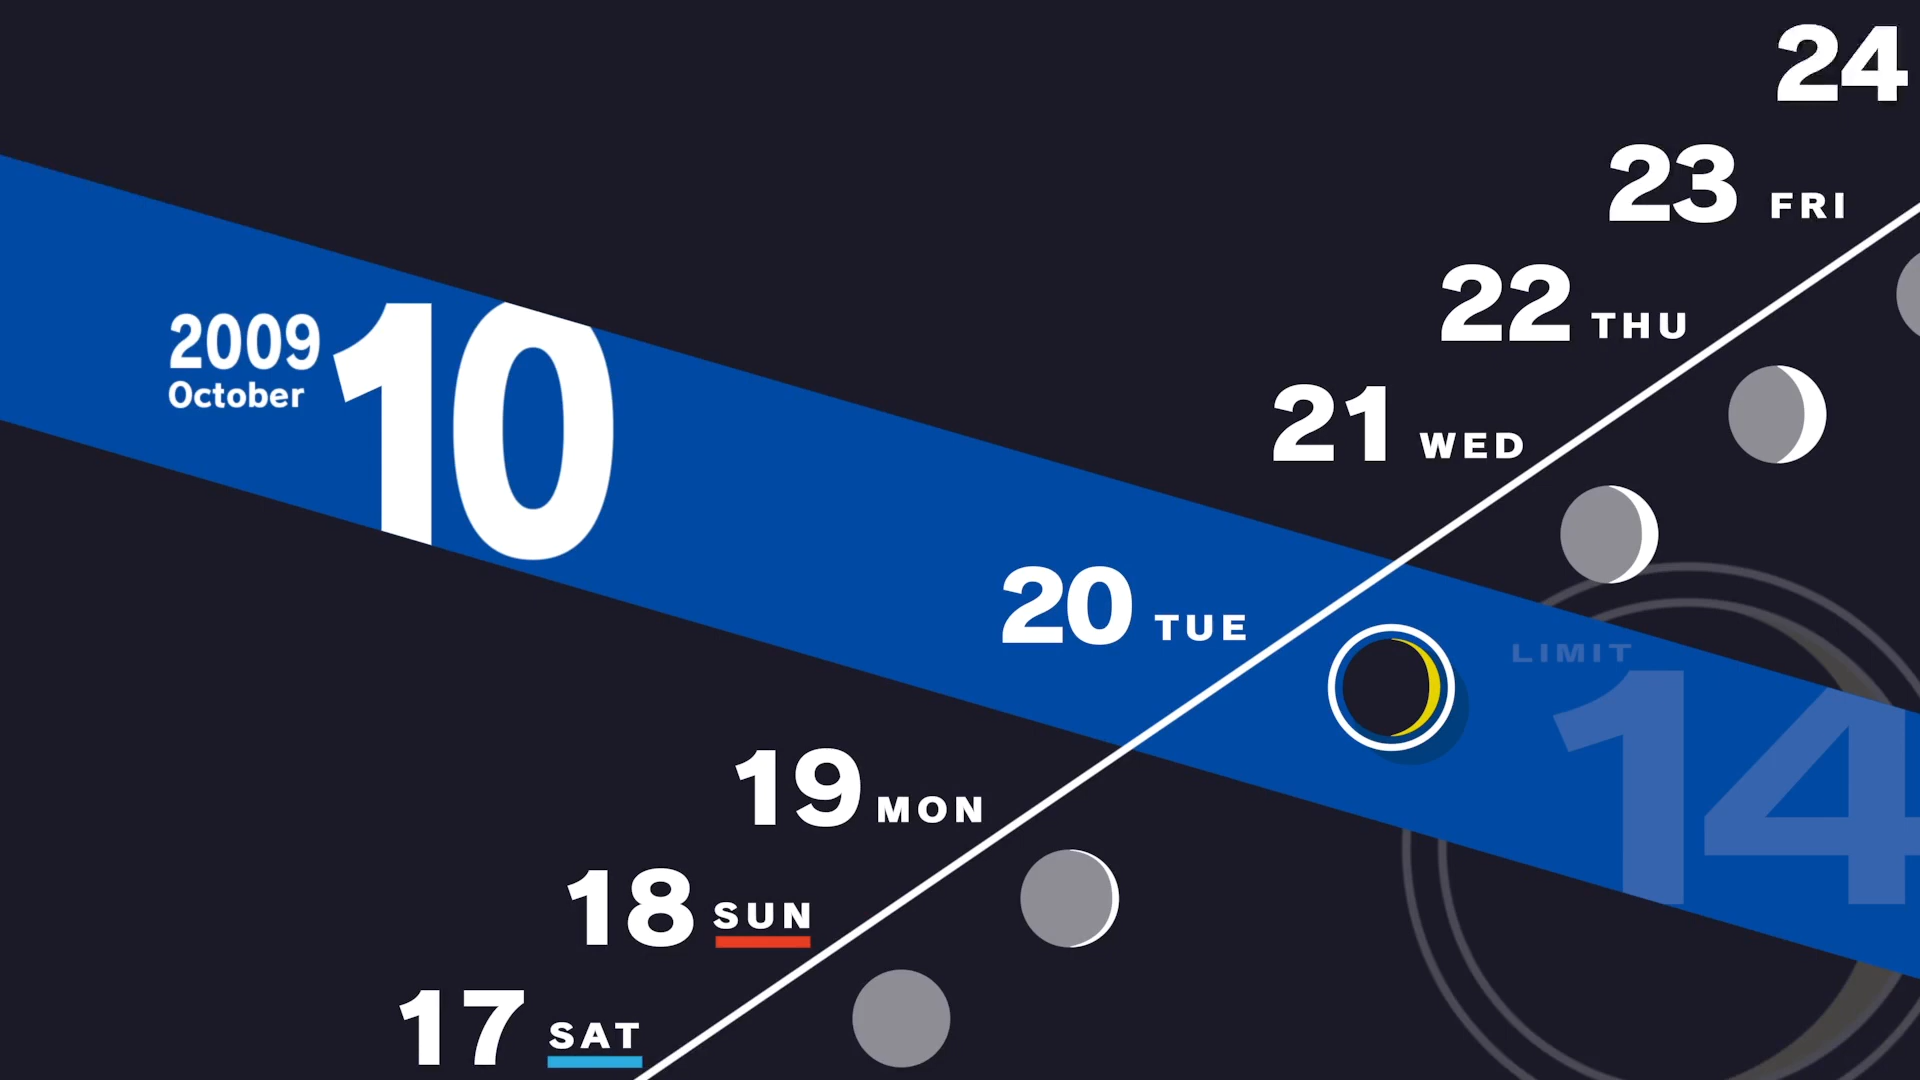 24
23 FRI
22 THU
2009
October
10
21 WED
20 TUE
LIMIT
14
19 MON
18 SUN
17 SAT